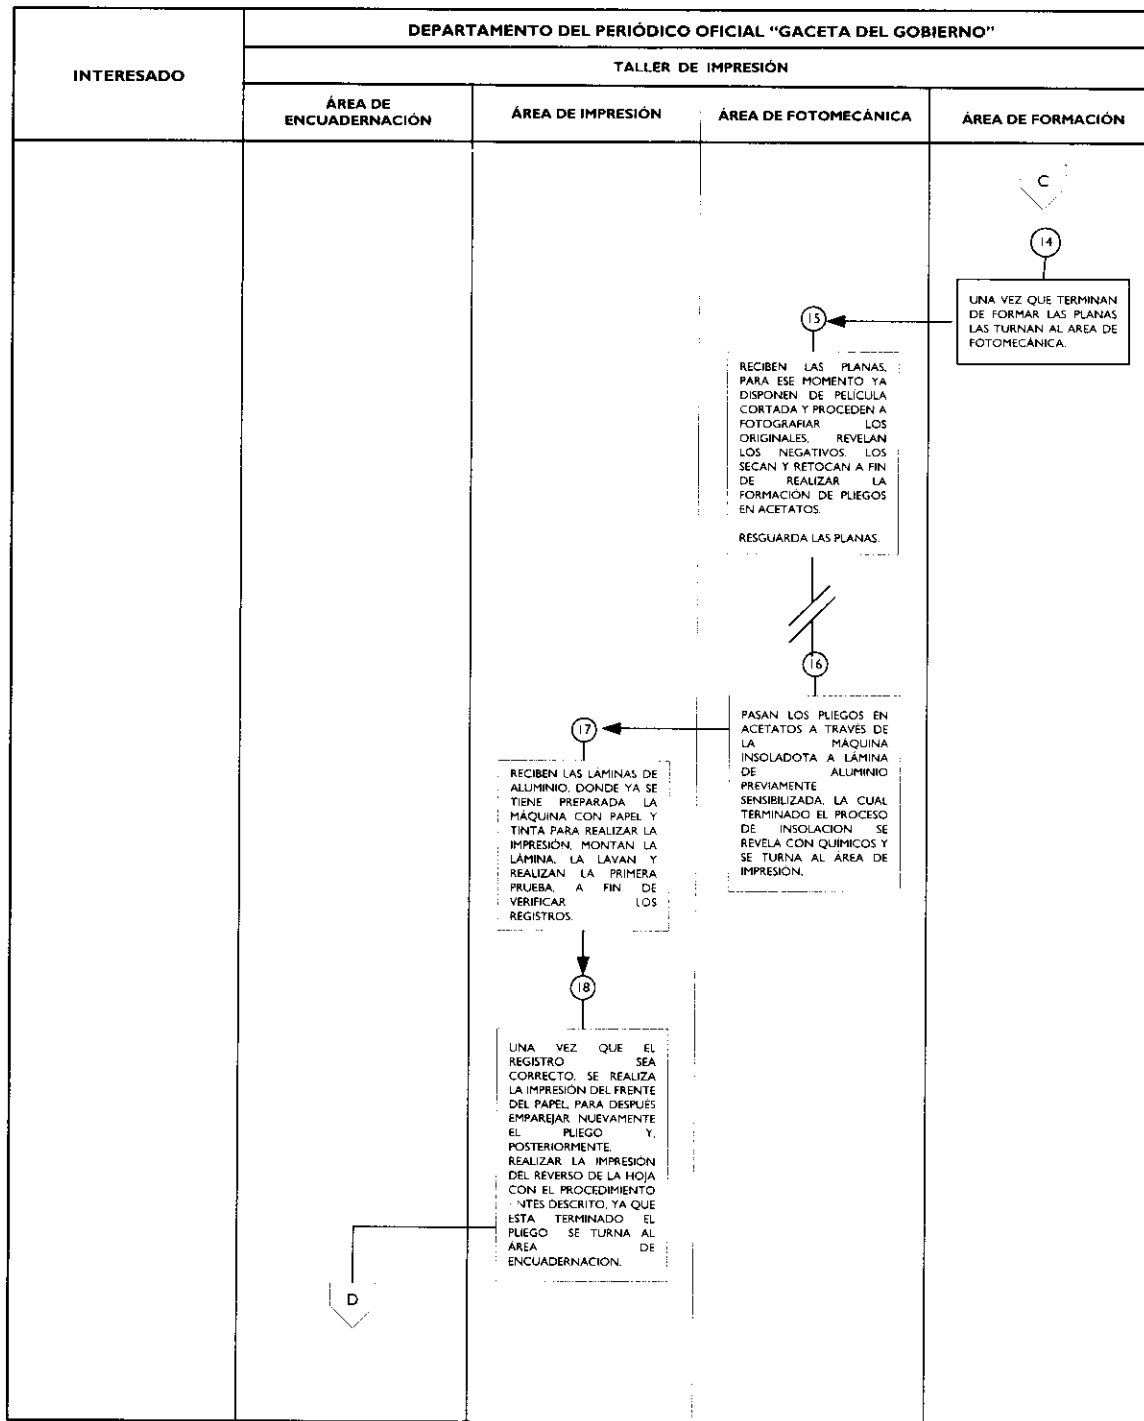 DEPARTAMENTO DEL PERIÓDICO OFICIAL “GACETA DEL GOBIERNO”
INTERESADO
TALLER DE IMPRESIÓN
ÁREA DE
ENCUADERNACIÓN
ÁREA DE IMPRESIÓN
ÁREA DE FOTOMECÁNICA
ÁREA DE FORMACIÓN
C
14
UNA VEZ QUE TERMINAN
DE FORMAR LAS PLANAS
LAS TURNAN AL AREA DE
FOTOMECÁNICA.
15
RECIBEN LAS PLANAS,
PARA ESE MOMENTO YA
DISPONEN DE PELÍCULA
CORTADA Y PROCEDEN A
FOTOGRAFIAR LOS
ORIGINALES, REVELAN
LOS NEGATIVOS, LOS
SECAN Y RETOCAN A FIN
DE REALIZAR LA
FORMACIÓN DE PLIEGOS
EN ACETATOS.
RESGUARDA LAS PLANAS.
16
PASAN LOS PLIEGOS EN
ACETATOS A TRAVÉS DE
LA MÁQUINA
INSOLADOTA A LÁMINA
DE ALUMINIO
PREVIAMENTE
SENSIBILIZADA, LA CUAL
TERMINADO EL PROCESO
DE INSOLACION SE
REVELA CON QUÍMICOS Y
SE TURNA AL ÁREA DE
IMPRESIÓN.
17
RECIBEN LAS LÁMINAS DE
ALUMINIO, DONDE YA SE
TIENE PREPARADA LA
MÁQUINA CON PAPEL Y
TINTA PARA REALIZAR LA
IMPRESIÓN, MONTAN LA
LÁMINA, LA LAVAN Y
REALIZAN LA PRIMERA
PRUEBA, A FIN DE
VERIFICAR LOS
REGISTROS.
18
UNA VEZ QUE EL
REGISTRO SEA
CORRECTO, SE REALIZA
LA IMPRESIÓN DEL FRENTE
DEL PAPEL, PARA DESPUÉS
EMPAREJAR NUEVAMENTE
EL PLIEGO Y,
POSTERIORMENTE,
REALIZAR LA IMPRESIÓN
DEL REVERSO DE LA HOJA
CON EL PROCEDIMIENTO
NTES DESCRITO, YA QUE
ESTA TERMINADO EL
PLIEGO SE TURNA AL
ÁREA DE
ENCUADERNACIÓN.
D